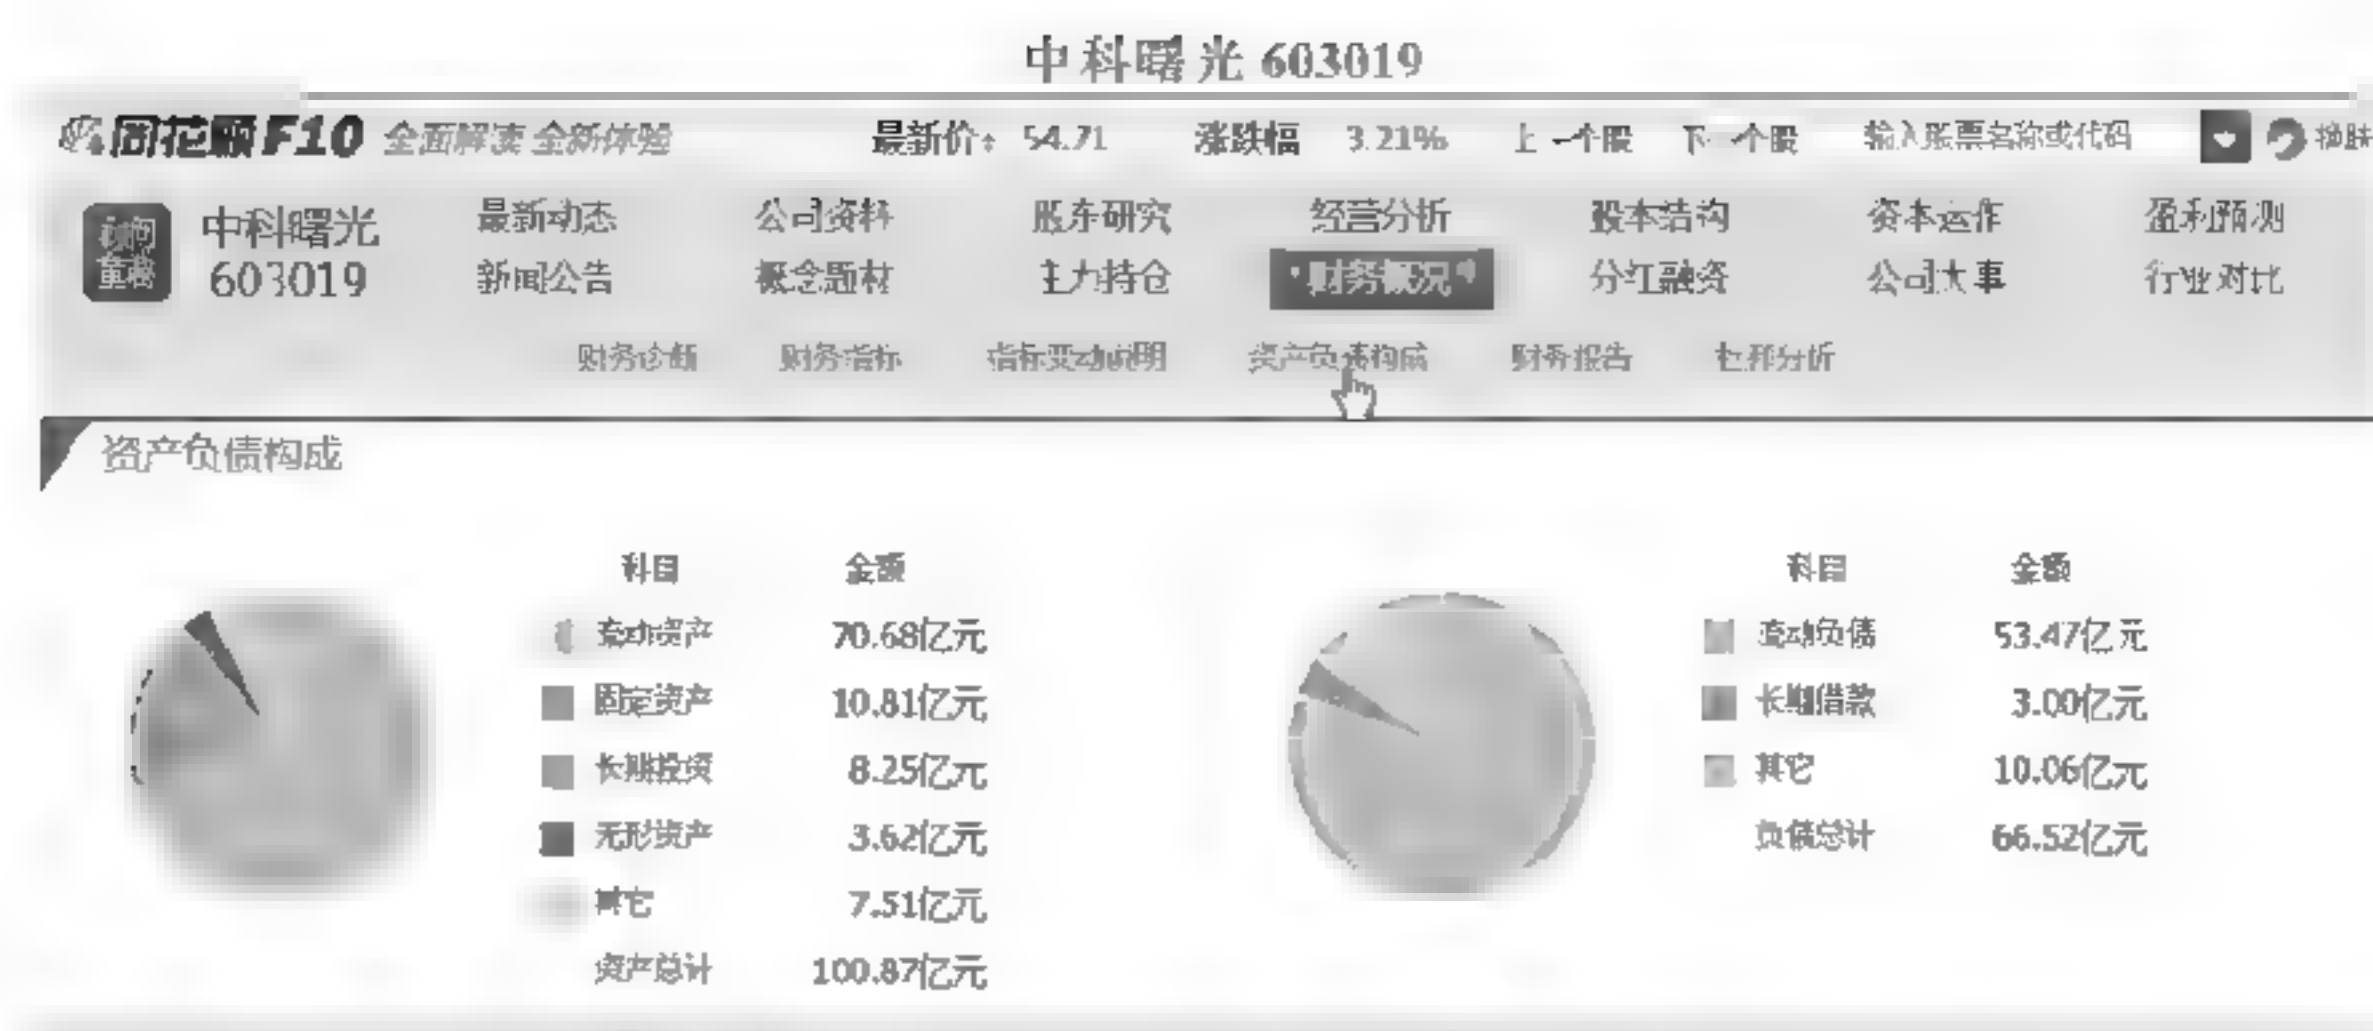 中科曙光 603019
同花顺F10 全面解读 全新体验 最新价: 54.71 涨跌幅 3.21% 上一个股 下一个股 输入股票名称或代码 换肤
中科曙光 最新动态 公司资料 股东研究 经营分析 股本结构 资本运作 盈利预测
603019 新闻公告 概念题材 主力持仓 财务概况 分红融资 公司大事 行业对比
财务诊断 财务指标 指标变动说明 资产负债构成 财务报告 杜邦分析
资产负债构成
科目 金额 科目 金额
流动资产 70.68亿元 流动负债 53.47亿元
固定资产 10.81亿元 长期借款 3.00亿元
长期投资 8.25亿元 其它 10.06亿元
无形资产 3.62亿元 负债总计 66.52亿元
其它 7.51亿元
资产总计 100.87亿元